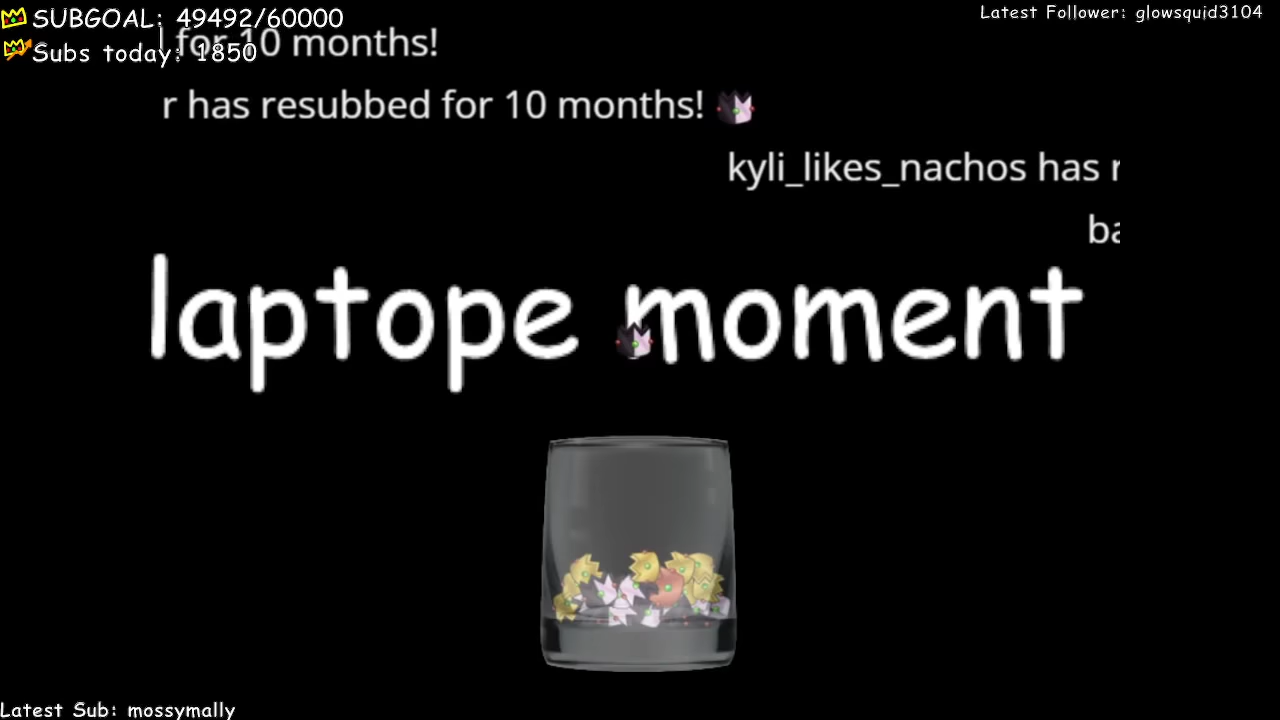 SUBGOAL: 49492/60000
Latest Follower: glowsquid3104
for 10 months!
Subs today: 1850
r has resubbed for 10 months!
kyli_likes_nachos has r
ba
laptope moment
Latest Sub: mossymally